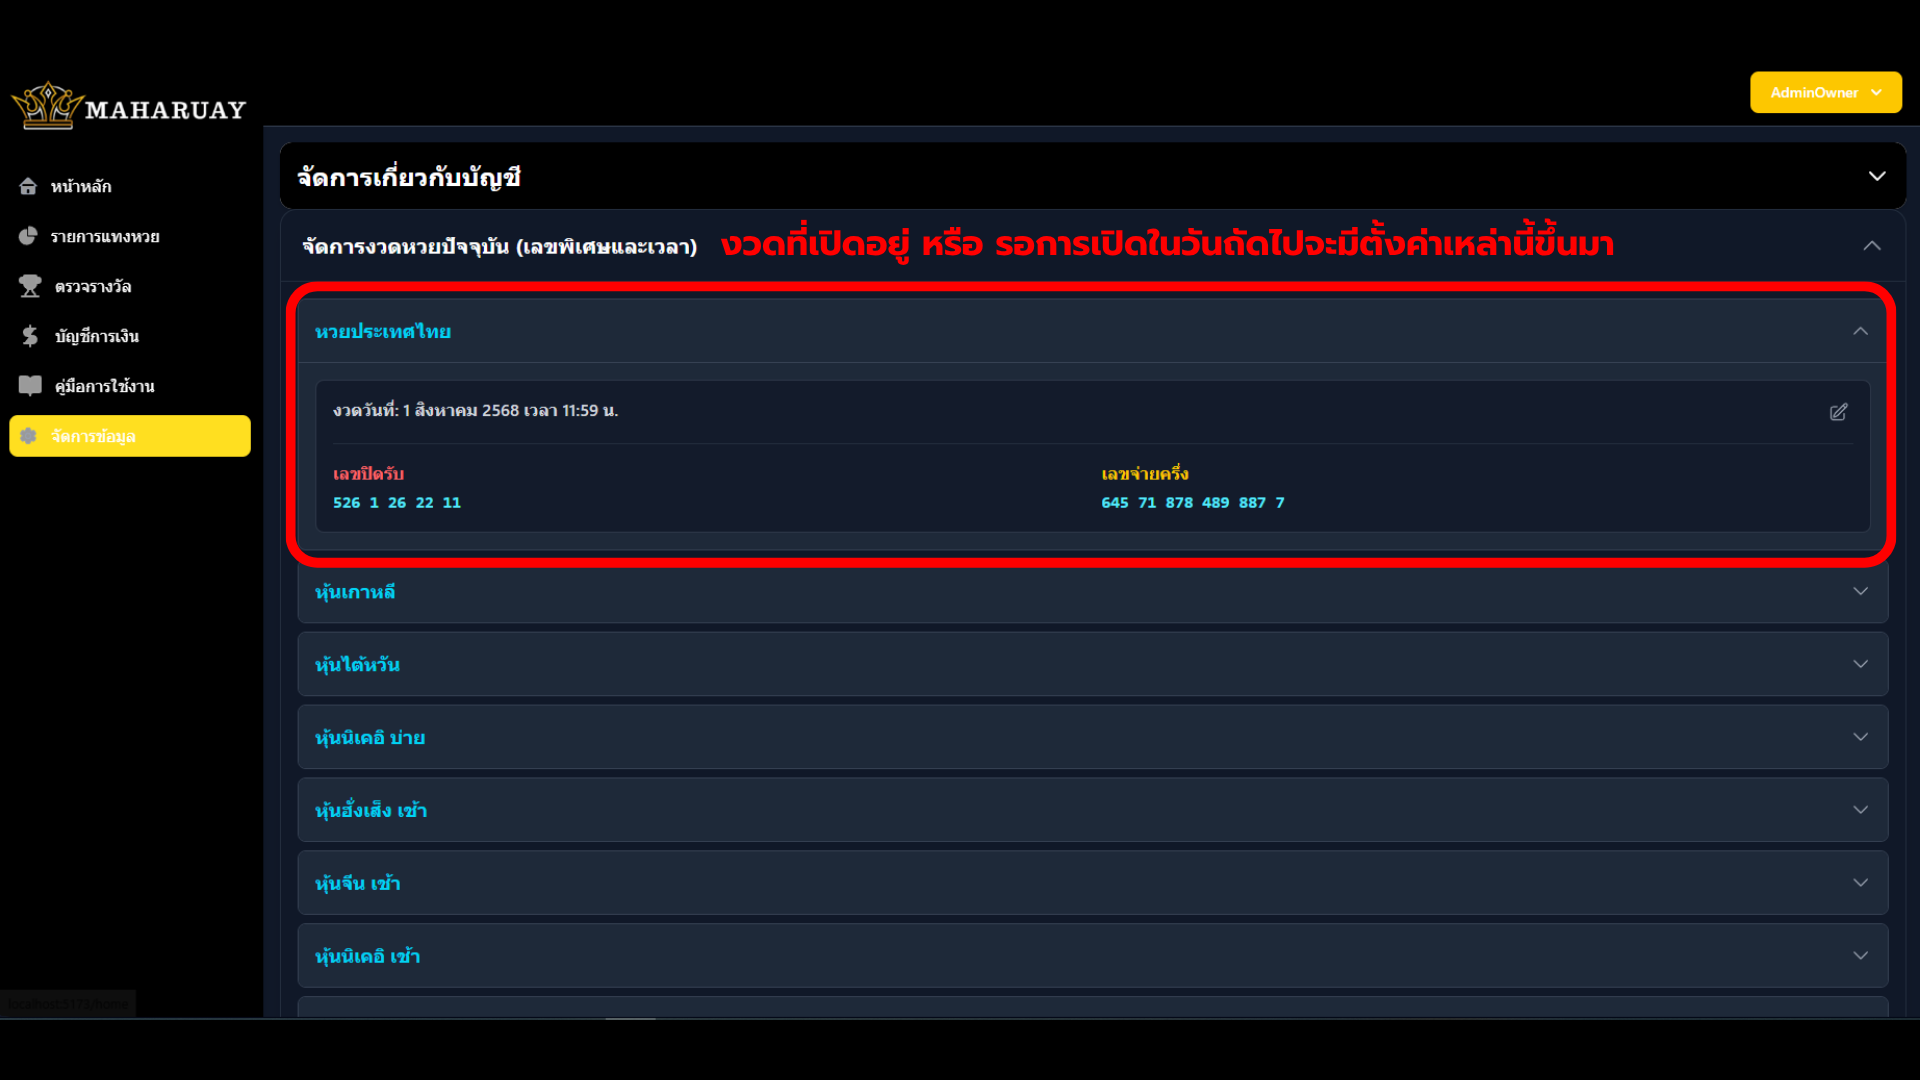 MAHARUAY
AdminOwner
หน้าหลัก
รายการแทงหวย
ตรวจรางวัล
บัญชีการเงิน
คู่มือการใช้งาน
จัดการข้อมูล
จัดการเกี่ยวกับบัญชี
จัดการงวดหวยปัจจุบัน (เลขพิเศษและเวลา)
งวดที่เปิดอยู่ หรือ รอการเปิดในวันถัดไปจะมีตั้งค่าเหล่านี้ขึ้นมา
หวยประเทศไทย
งวดวันที่: 1 สิงหาคม 2568 เวลา 11:59 น.
เลขปิดรับ
526 1 26 22 11
เลขจ่ายครึ่ง
645 71 878 489 887 7
หุ้นเกาหลี
หุ้นไต้หวัน
หุ้นนิเคอิ บ่าย
หุ้นฮั่งเส็ง เช้า
หุ้นจีน เช้า
หุ้นนิเคอิ เช้า
localhost:5173/home